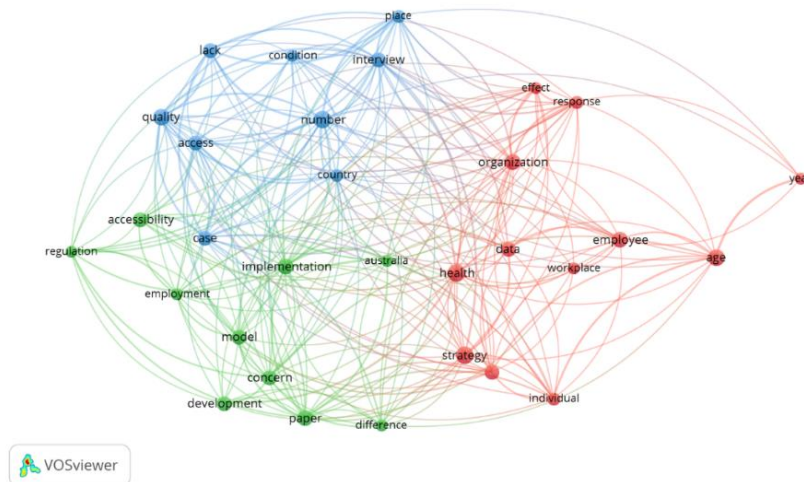 place
lack
condition
interview
effect
response
quality
number
access
organization
country
yea
accessibility
case
employee
regulation
australia
data
age
implementation
health
workplace
employment
model
strategy
concern
individual
development
paper
difference
VOSviewer